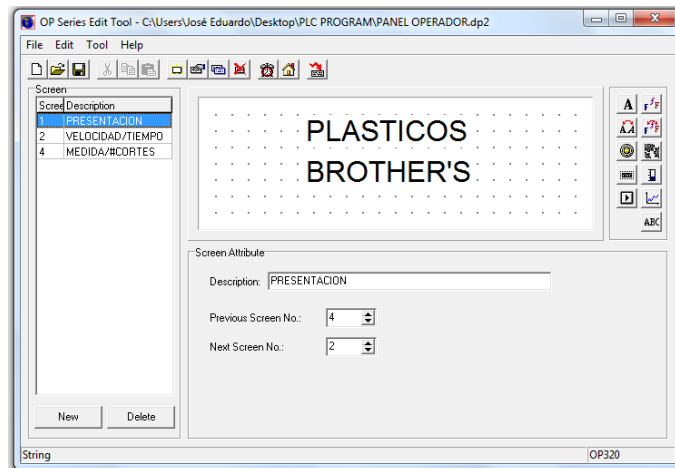 OP Series Edit Tool - C:\Users\José Eduardo\Desktop\PLC PROGRAM\PANEL OPERADOR.dp2
File Edit Tool Help
Screen
Scree Description
1 PRESENTACION
2 VELOCIDAD/TIEMPO
4 MEDIDA/#CORTES
PLASTICOS
BROTHER'S
A
ABC
Screen Attribute
Description: PRESENTACION
Previous Screen No.: 4
Next Screen No.: 2
New Delete
String OP320